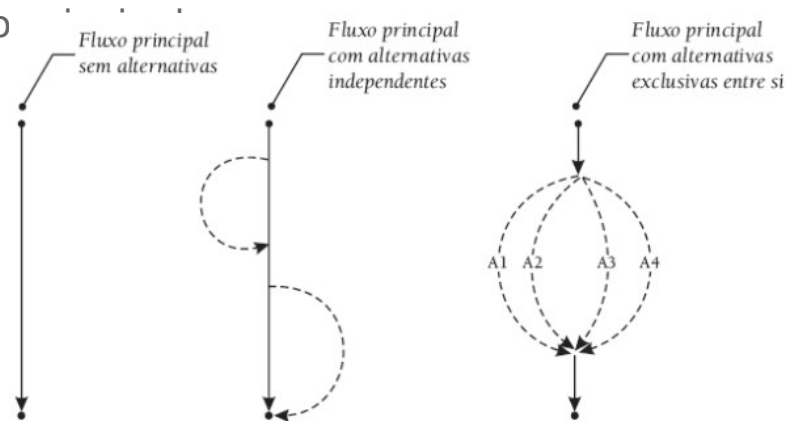 Fluxo principal
sem alternativas
Fluxo principal
com alternativas
independentes
Fluxo principal
com alternativas
exclusivas entre si
A1 A2 A3 A4